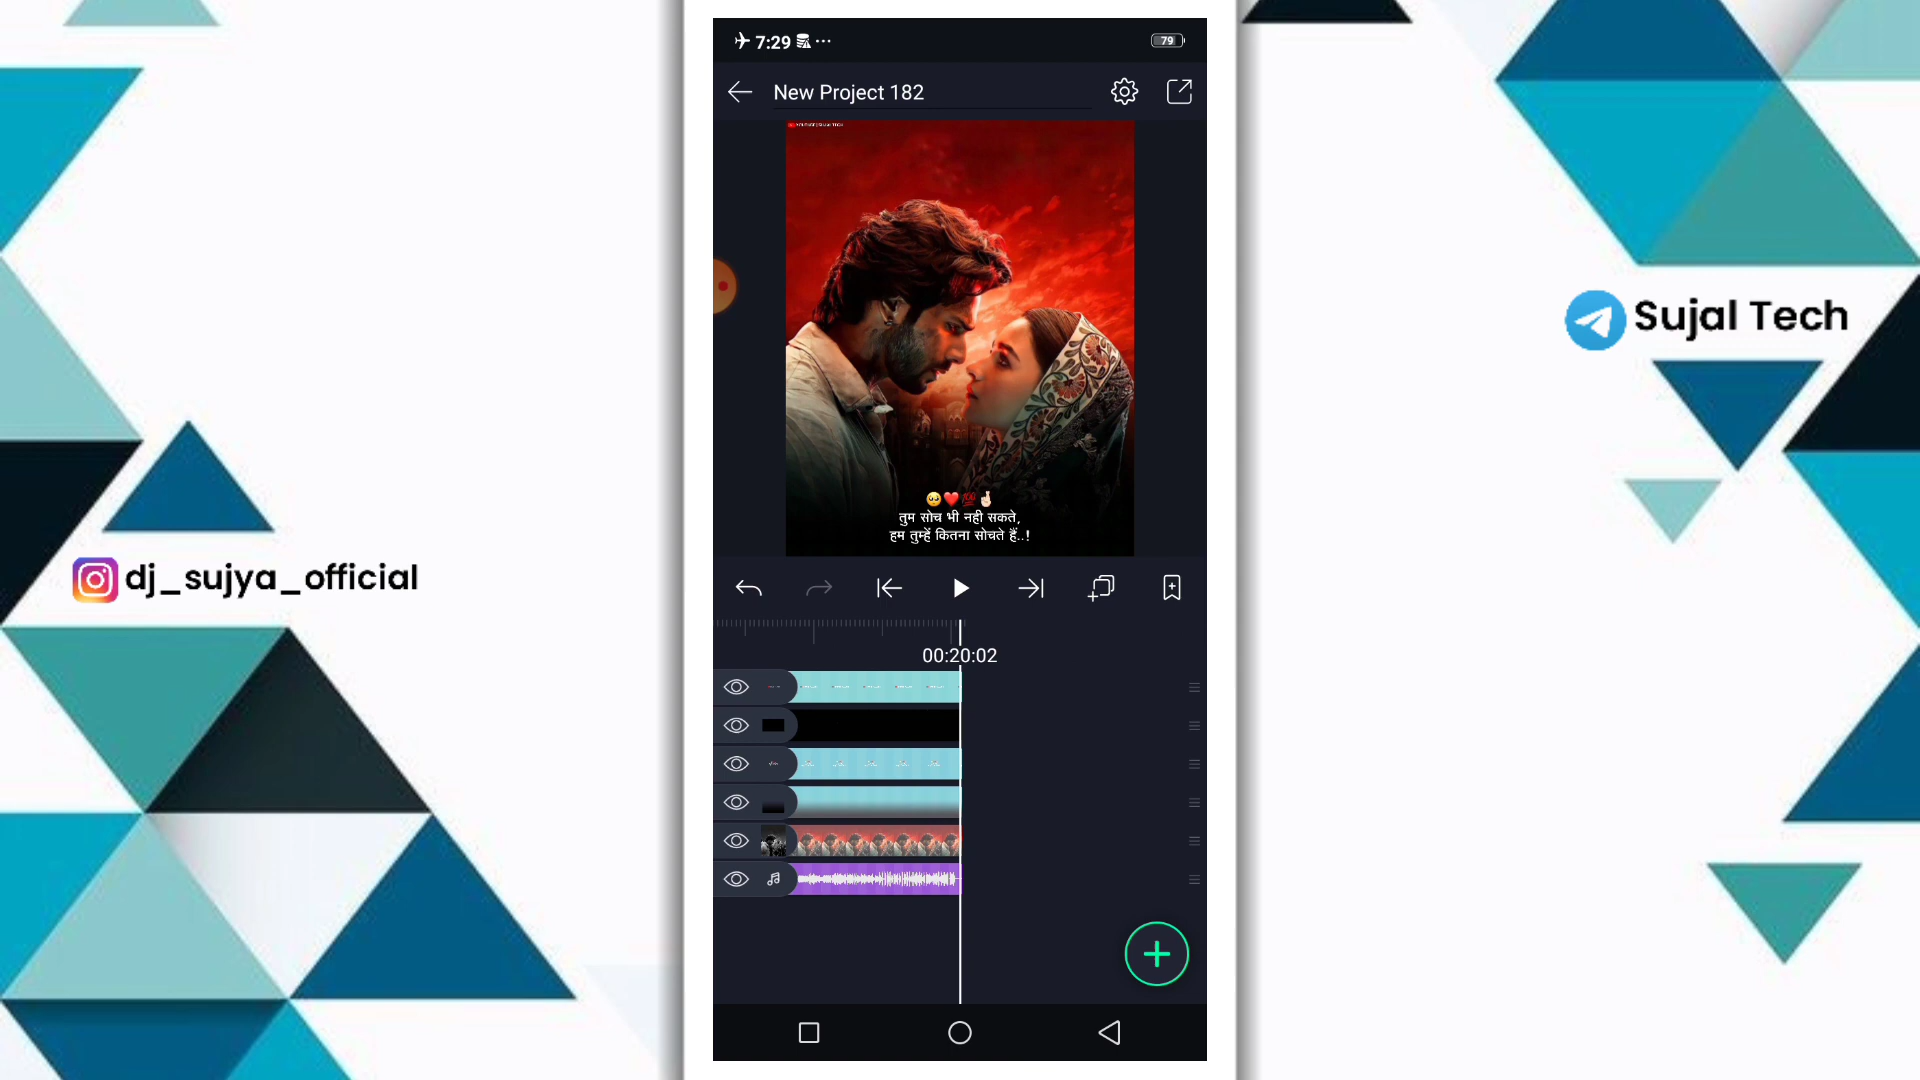 7:29
79
New Project 182
तुम सोच भी नही सकते,
हम तुम्हें कितना सोचते हैं..!
00:20:02
dj_sujya_official
Sujal Tech